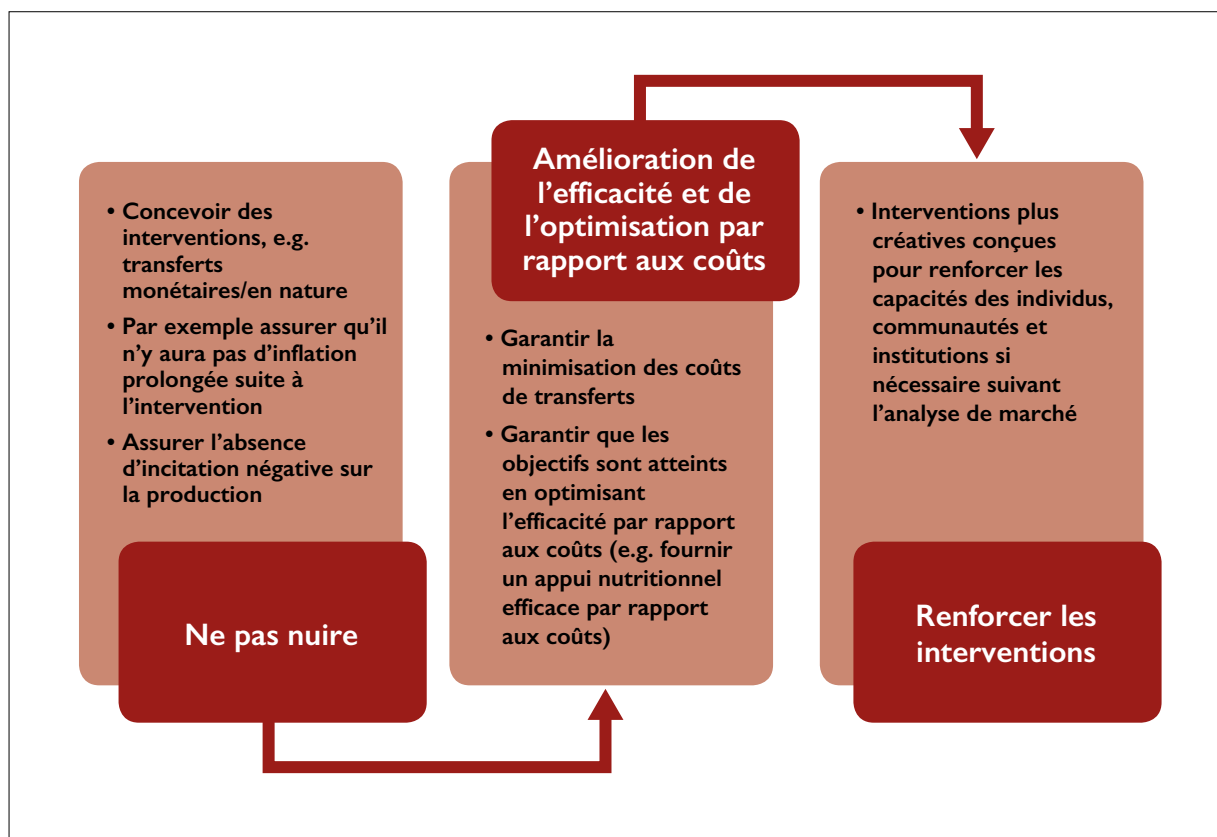 • Concevoir des
interventions, e.g.
transferts
monétaires/en nature
• Par exemple assurer qu’il
n’y aura pas d’inflation
prolongée suite à
l’intervention
• Assurer l’absence
d’incitation négative sur
la production
Ne pas nuire
Amélioration de
l’efficacité et de
l’optimisation par
rapport aux coûts
• Garantir la
minimisation des coûts
de transferts
• Garantir que les
objectifs sont atteints
en optimisant
l’efficacité par rapport
aux coûts (e.g. fournir
un appui nutritionnel
efficace par rapport
aux coûts)
• Interventions plus
créatives conçues
pour renforcer les
capacités des individus,
communautés et
institutions si
nécessaire suivant
l’analyse de marché
Renforcer les
interventions